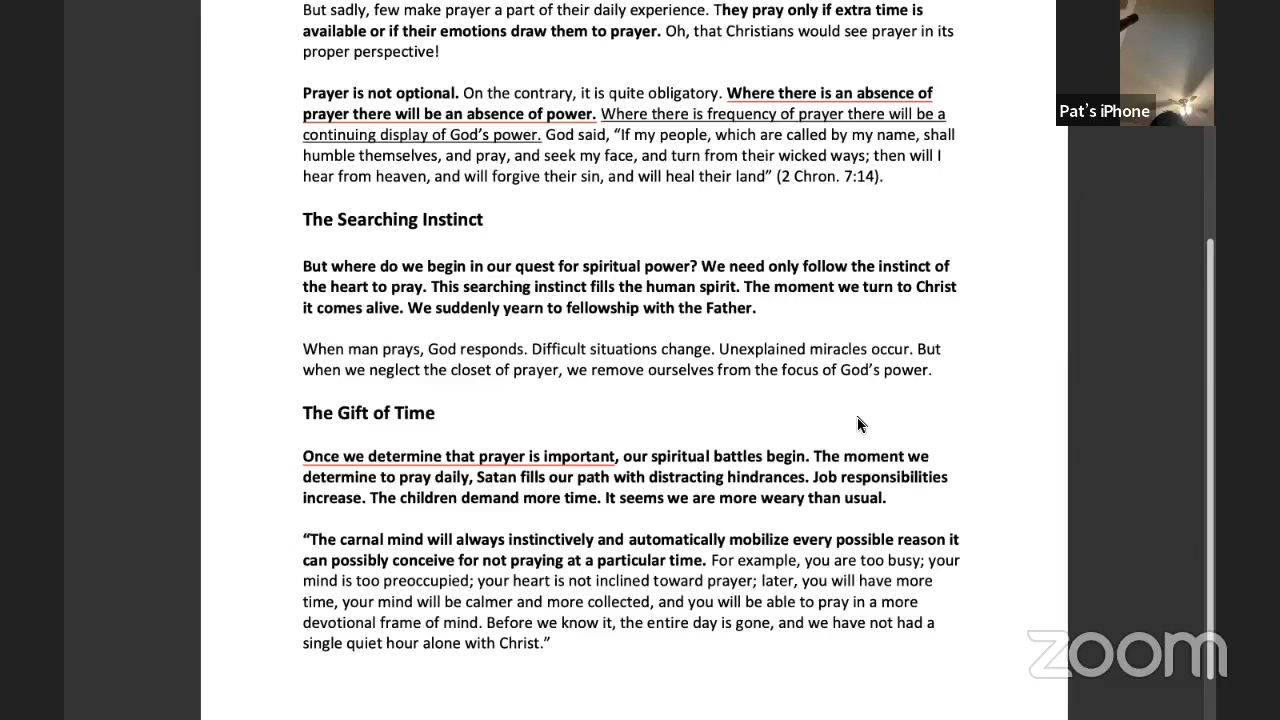 But sadly, few make prayer a part of their daily experience. They pray only if extra time is
available or if their emotions draw them to prayer. Oh, that Christians would see prayer in its
proper perspective!
Prayer is not optional. On the contrary, it is quite obligatory. Where there is an absence of
prayer there will be an absence of power. Where there is frequency of prayer there will be a
continuing display of God’s power. God said, “If my people, which are called by my name, shall
humble themselves, and pray, and seek my face, and turn from their wicked ways; then will I
hear from heaven, and will forgive their sin, and will heal their land” (2 Chron. 7:14).
The Searching Instinct
But where do we begin in our quest for spiritual power? We need only follow the instinct of
the heart to pray. This searching instinct fills the human spirit. The moment we turn to Christ
it comes alive. We suddenly yearn to fellowship with the Father.
When man prays, God responds. Difficult situations change. Unexplained miracles occur. But
when we neglect the closet of prayer, we remove ourselves from the focus of God’s power.
The Gift of Time
Once we determine that prayer is important, our spiritual battles begin. The moment we
determine to pray daily, Satan fills our path with distracting hindrances. Job responsibilities
increase. The children demand more time. It seems we are more weary than usual.
“The carnal mind will always instinctively and automatically mobilize every possible reason it
can possibly conceive for not praying at a particular time. For example, you are too busy; your
mind is too preoccupied; your heart is not inclined toward prayer; later, you will have more
time, your mind will be calmer and more collected, and you will be able to pray in a more
devotional frame of mind. Before we know it, the entire day is gone, and we have not had a
single quiet hour alone with Christ.”
Pat’s iPhone
zoom